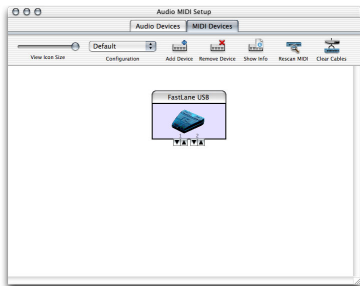 Audio MIDI Setup
Audio Devices MIDI Devices
Default
View Icon Size Configuration Add Device Remove Device Show Info Rescan MIDI Clear Cables
FastLane USB